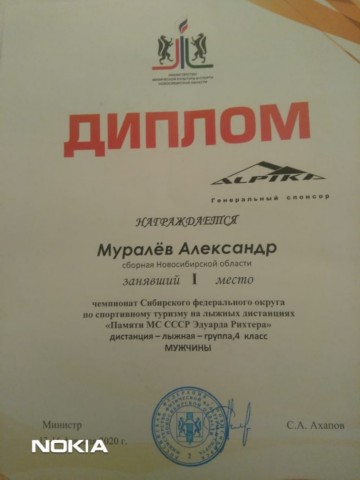 ДИПЛОМ
ALPIKA
Генеральный спонсор
НАГРАЖДАЕТСЯ
Муралёв Александр
сборная Новосибирской области
занявший I место
чемпионат Сибирского федерального округа
по спортивному туризму на лыжных дистанциях
«Памяти МС СССР Эдуарда Рихтера»
дистанция – лыжная – группа,4 класс
МУЖЧИНЫ
Министр
С.А. Ахапов
2020 г.
NOKIA